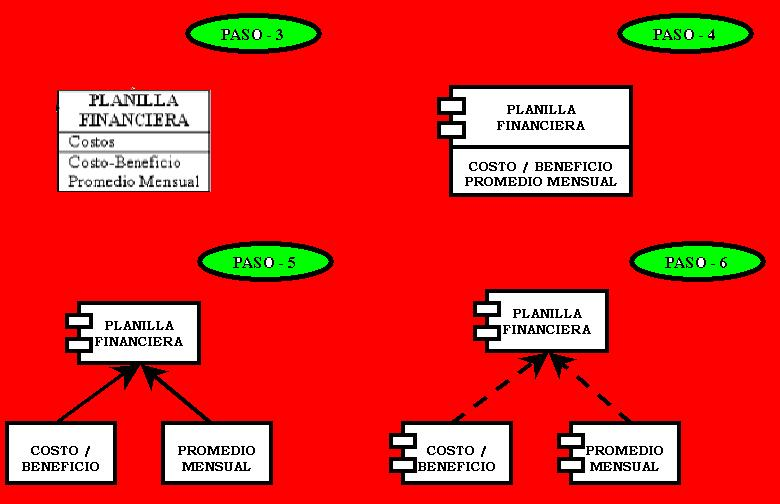 PASO - 3
PLANILLA
FINANCIERA
Costos
Costo-Beneficio
Promedio Mensual
PASO - 4
PLANILLA
FINANCIERA
COSTO / BENEFICIO
PROMEDIO MENSUAL
PASO - 5
PLANILLA
FINANCIERA
COSTO /
BENEFICIO
PROMEDIO
MENSUAL
PASO - 6
PLANILLA
FINANCIERA
COSTO /
BENEFICIO
PROMEDIO
MENSUAL